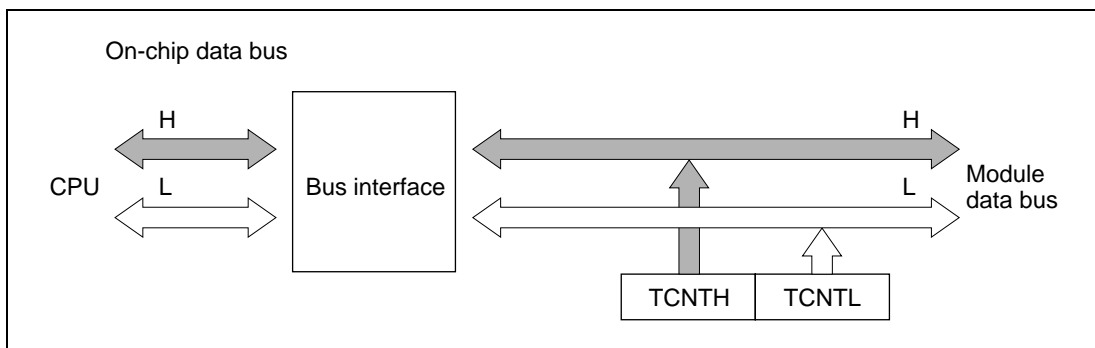 On-chip data bus
H
H
CPU
L
Bus interface
L
Module
data bus
TCNTH
TCNTL